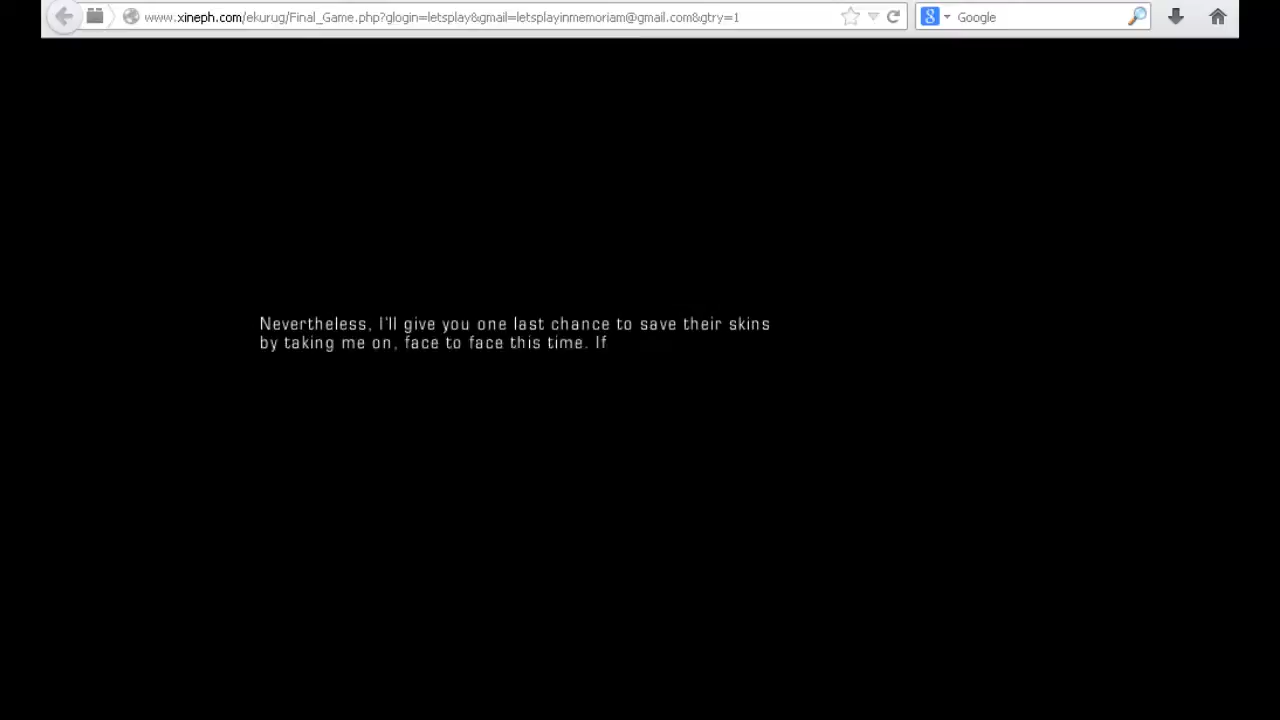 www.xineph.com/ekurug/Final_Game.php?glogin=letsplay&gmail=letsplayinmemoriam@gmail.com&gtry=1
8 Google
Nevertheless, I'll give you one last chance to save their skins
by taking me on, face to face this time. If